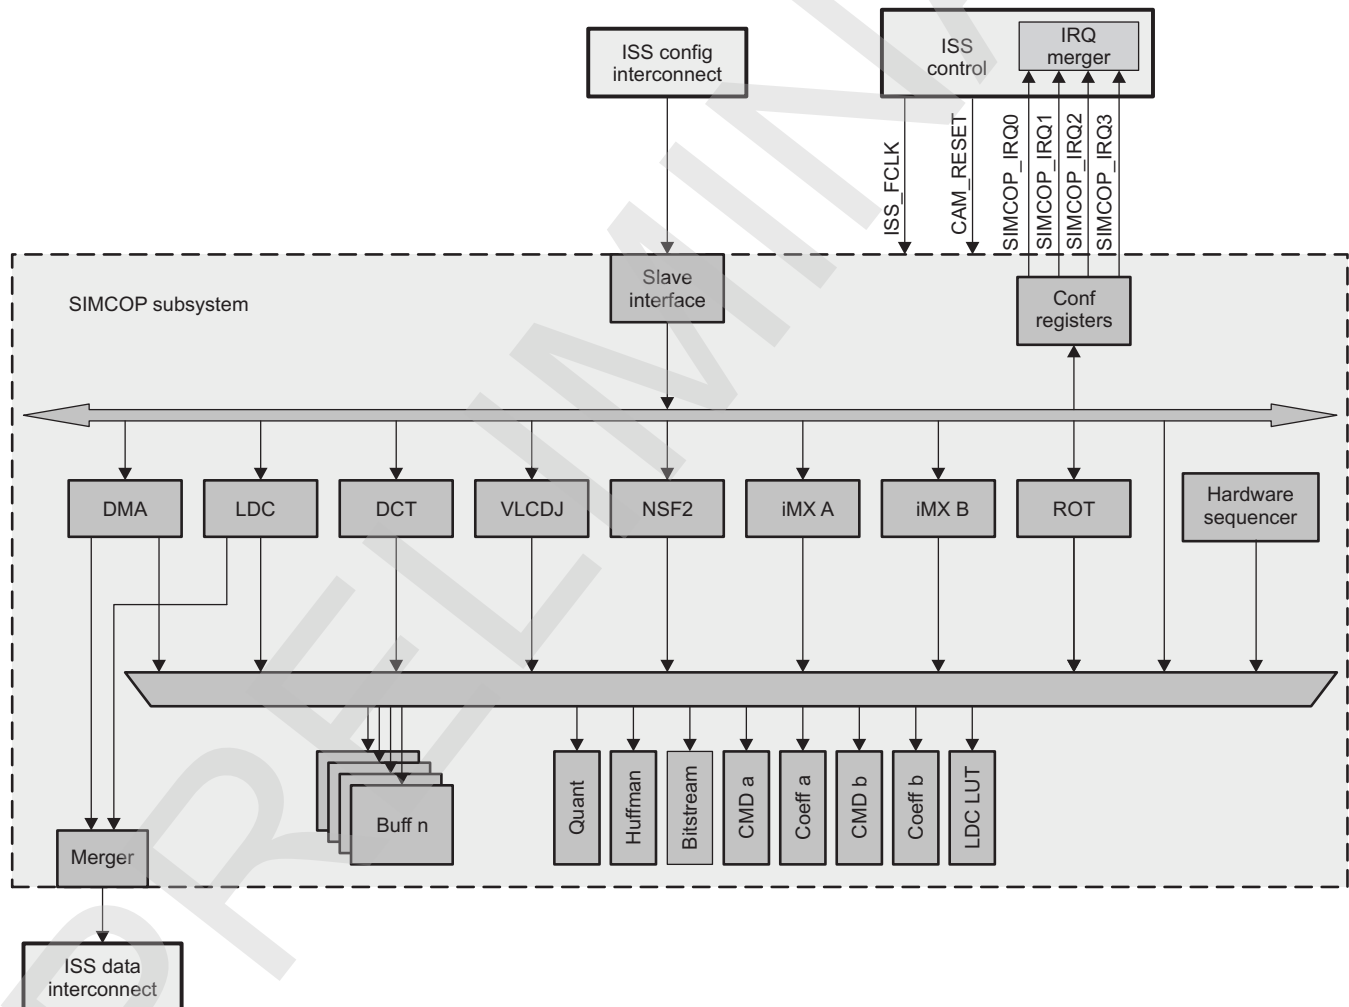 ISS config
interconnect
ISS
control
IRQ
merger
ISS_FCLK
CAM_RESET
SIMCOP_IRQ0
SIMCOP_IRQ1
SIMCOP_IRQ2
SIMCOP_IRQ3
SIMCOP subsystem
Slave
interface
Conf
registers
DMA
LDC
DCT
VLCDJ
NSF2
iMX A
iMX B
ROT
Hardware
sequencer
Buff n
Quant
Huffman
Bitstream
CMD a
Coeff a
CMD b
Coeff b
LDC LUT
Merger
ISS data
interconnect
PRELIMIN